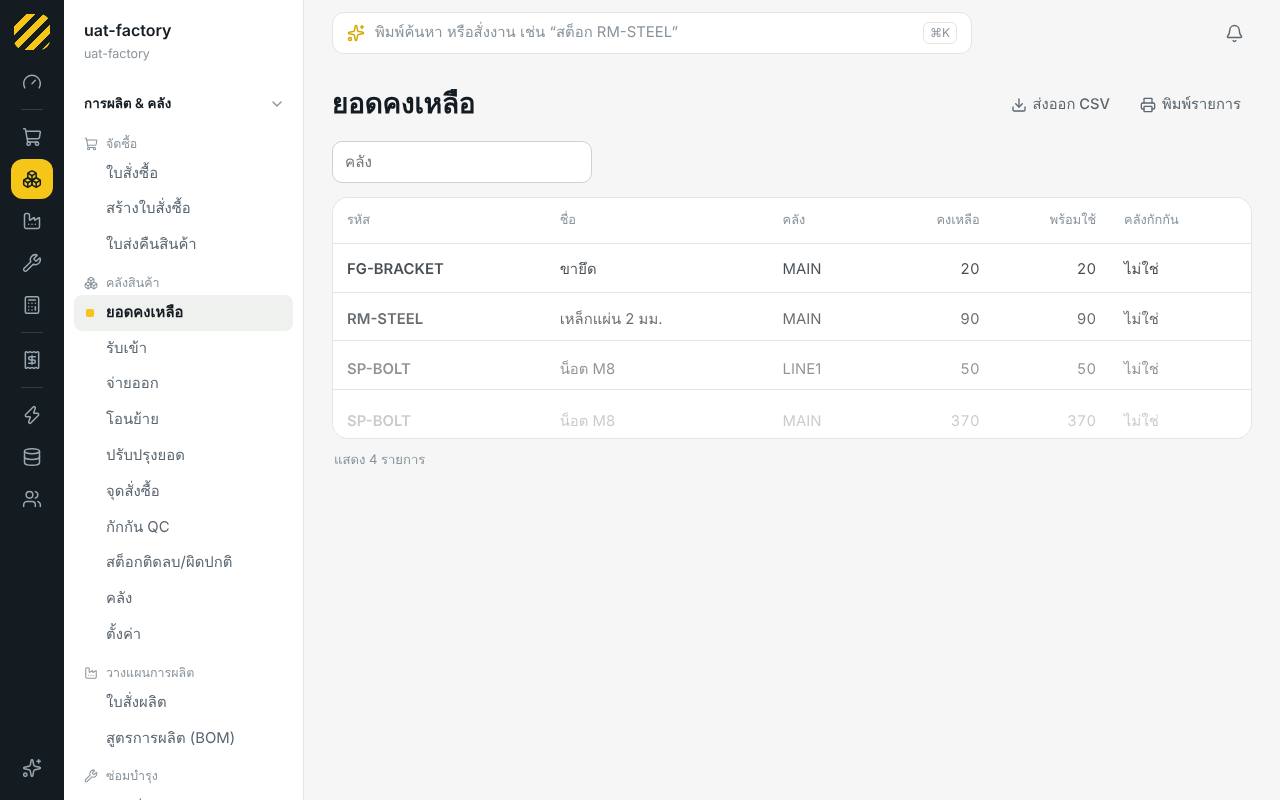 uat-factory
uat-factory
การผลิต & คลัง
จัดซื้อ
ใบสั่งซื้อ
สร้างใบสั่งซื้อ
ใบส่งคืนสินค้า
คลังสินค้า
ยอดคงเหลือ
รับเข้า
จ่ายออก
โอนย้าย
ปรับปรุงยอด
จุดสั่งซื้อ
กักกัน QC
สต็อกติดลบ/ผิดปกติ
คลัง
ตั้งค่า
วางแผนการผลิต
ใบสั่งผลิต
สูตรการผลิต (BOM)
ซ่อมบำรุง
พิมพ์ค้นหา หรือสั่งงาน เช่น “สต็อก RM-STEEL” ⌘K
ยอดคงเหลือ
ส่งออก CSV พิมพ์รายการ
คลัง
รหัส ชื่อ คลัง คงเหลือ พร้อมใช้ คลังกักกัน
FG-BRACKET ขายึด MAIN 20 20 ไม่ใช่
RM-STEEL เหล็กแผ่น 2 มม. MAIN 90 90 ไม่ใช่
SP-BOLT น็อต M8 LINE1 50 50 ไม่ใช่
SP-BOLT น็อต M8 MAIN 370 370 ไม่ใช่
แสดง 4 รายการ